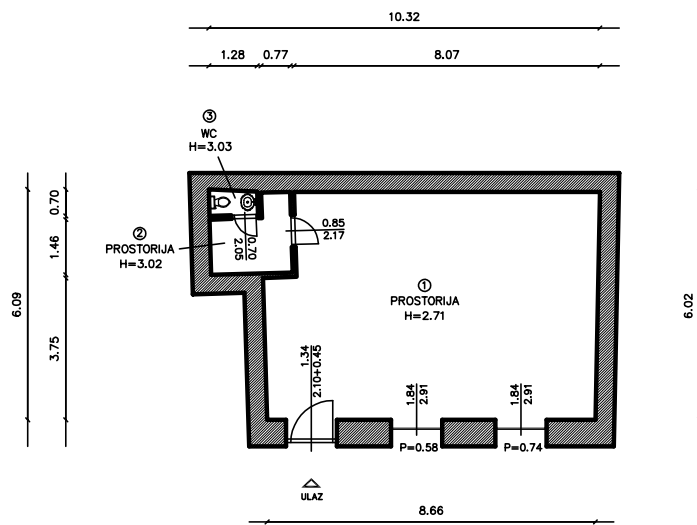 10.32
1.28 0.77 8.07
③
WC
H=3.03
0.70
1.46
3.75
6.09
②
PROSTORIJA
H=3.02
0.70
2.05
0.85
2.17
①
PROSTORIJA
H=2.71
6.02
1.34
2.10+0.45
1.84
2.91
1.84
2.91
P=0.58
P=0.74
ULAZ
8.66